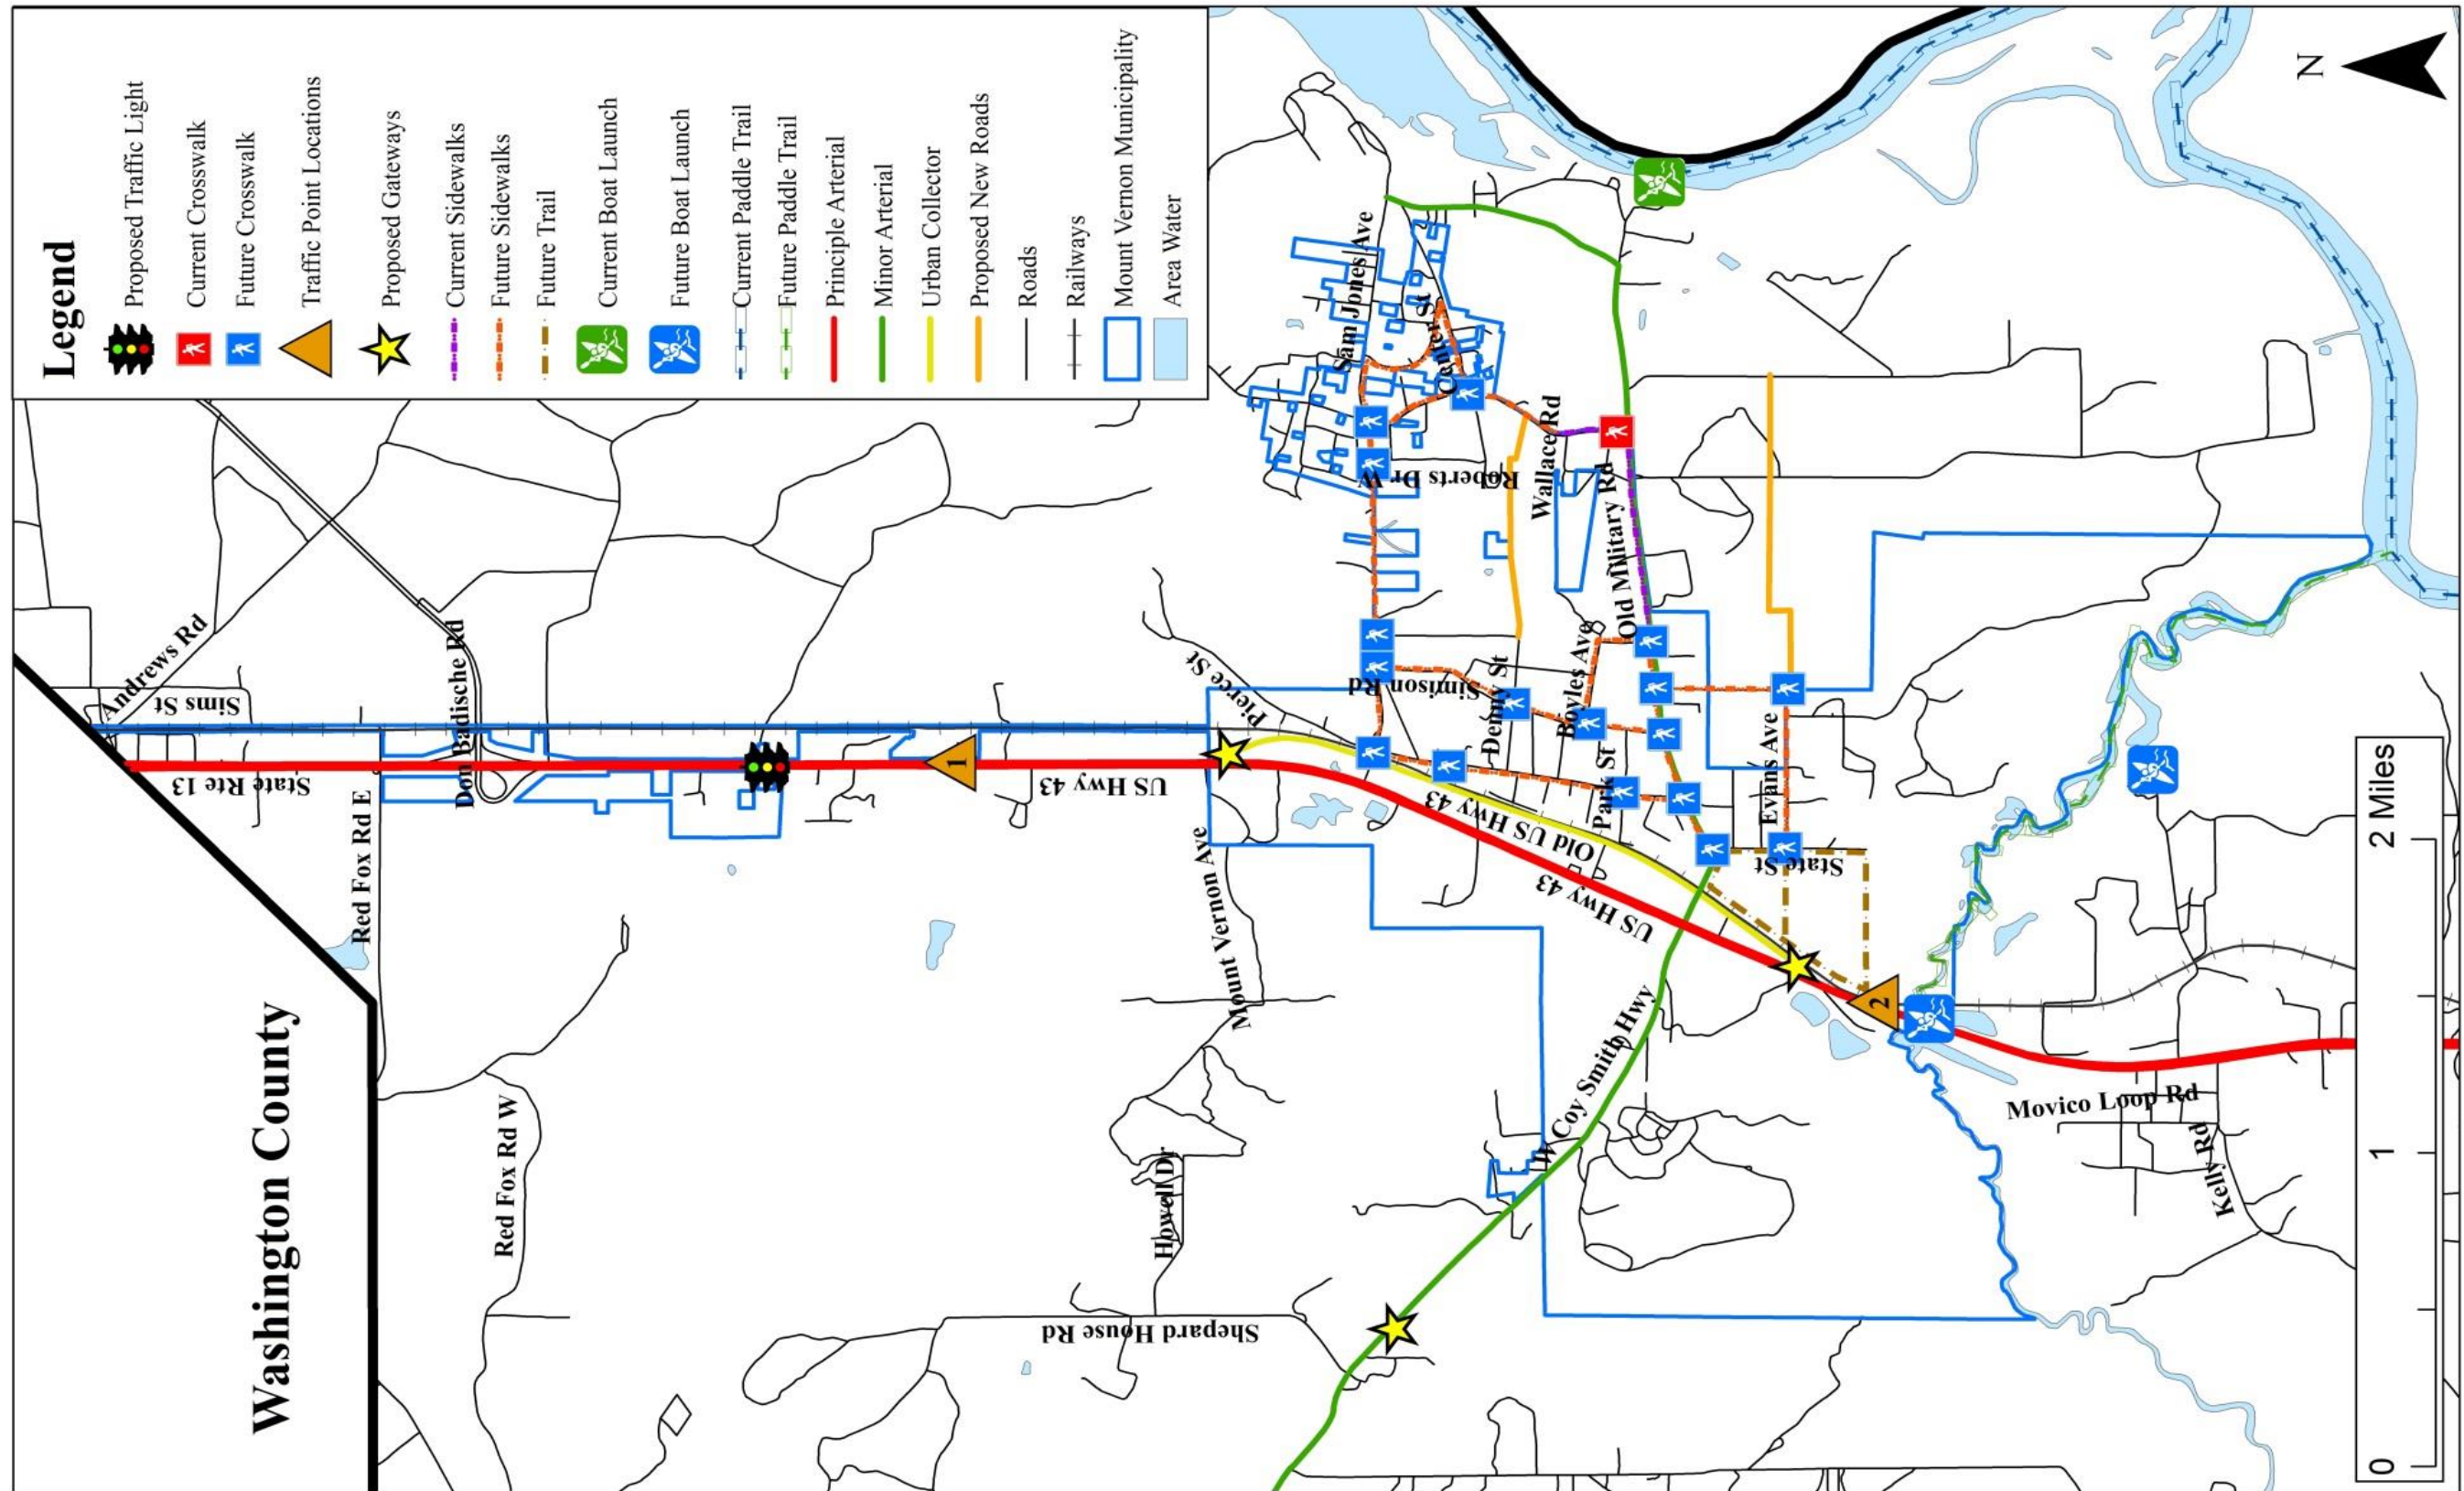 Legend
Proposed Traffic Light
Current Crosswalk
Future Crosswalk
Traffic Point Locations
Proposed Gateways
Current Sidewalks
Future Sidewalks
Future Trail
Current Boat Launch
Future Boat Launch
Current Paddle Trail
Future Paddle Trail
Principle Arterial
Minor Arterial
Urban Collector
Proposed New Roads
Roads
Railways
Mount Vernon Municipality
Area Water
Washington County
Andrews Rd
Sims St
State Rte 13
Red Fox Rd E
Don Badische Rd
Red Fox Rd W
1
US Hwy 43
Pierce St
Mount Vernon Ave
Howell Dr
Shepard House Rd
Sam Jones Ave
Center St
Roberts Dr W
Wallace Rd
Old Military Rd
Simison Rd
Denny St
Boyles Ave
Park St
Evans Ave
State St
Old US Hwy 43
US Hwy 43
W Coy Smith Hwy
2
Movico Loop Rd
Kelly Rd
0 1 2 Miles
N